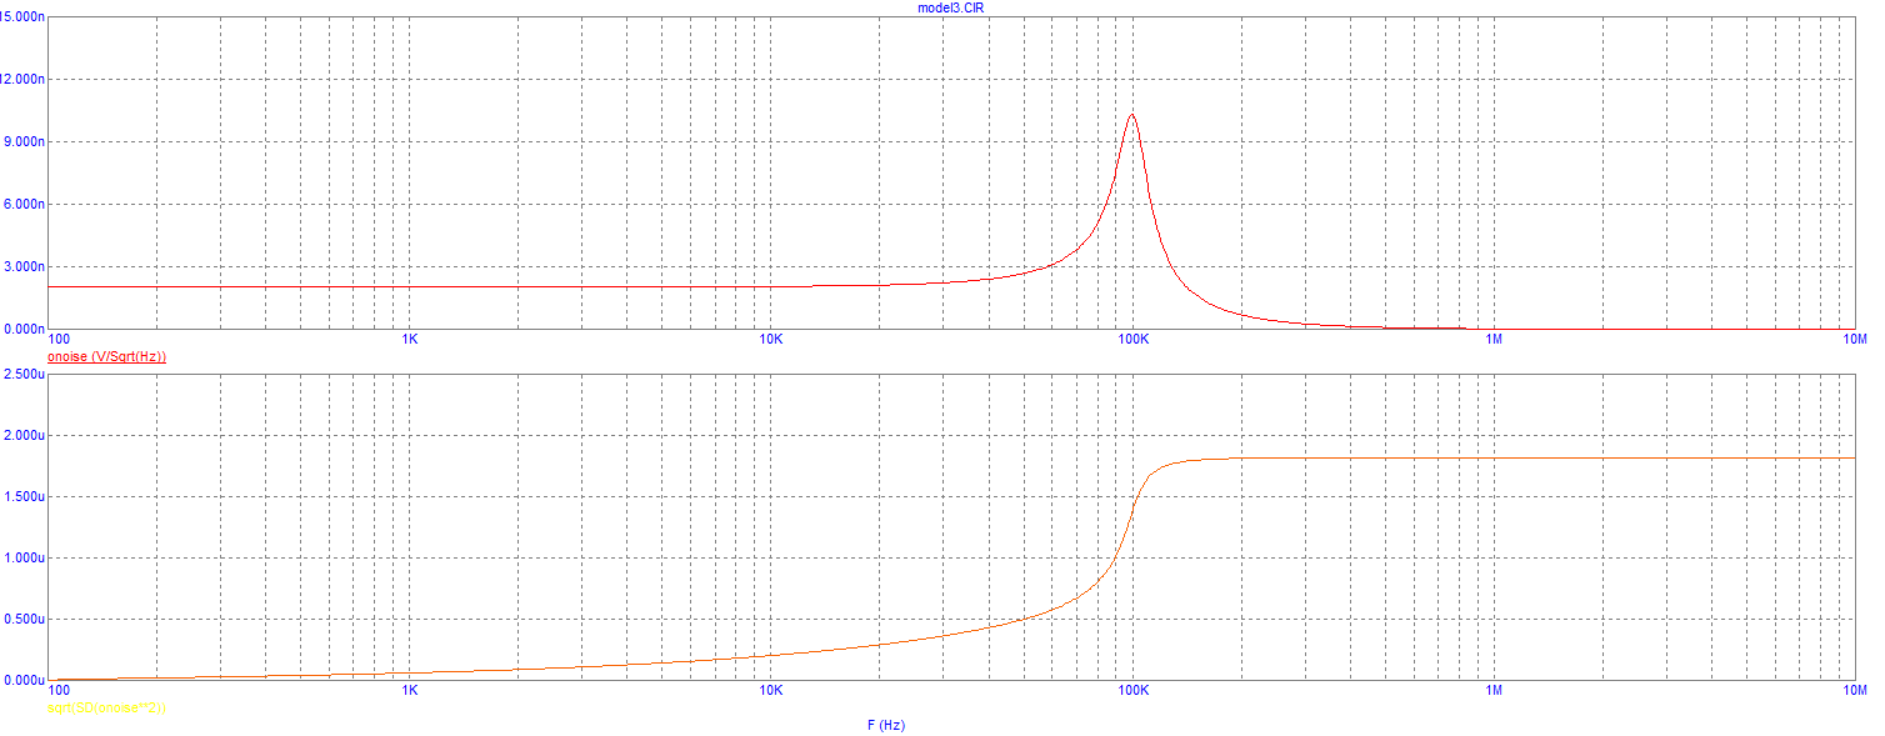 model3.CIR
15.000n
12.000n
9.000n
6.000n
3.000n
0.000n
100 1K 10K 100K 1M 10M
onoise (V/Sqrt(Hz))
2.500u
2.000u
1.500u
1.000u
0.500u
0.000u
100 1K 10K 100K 1M 10M
sqrt(SD(onoise**2))
F (Hz)